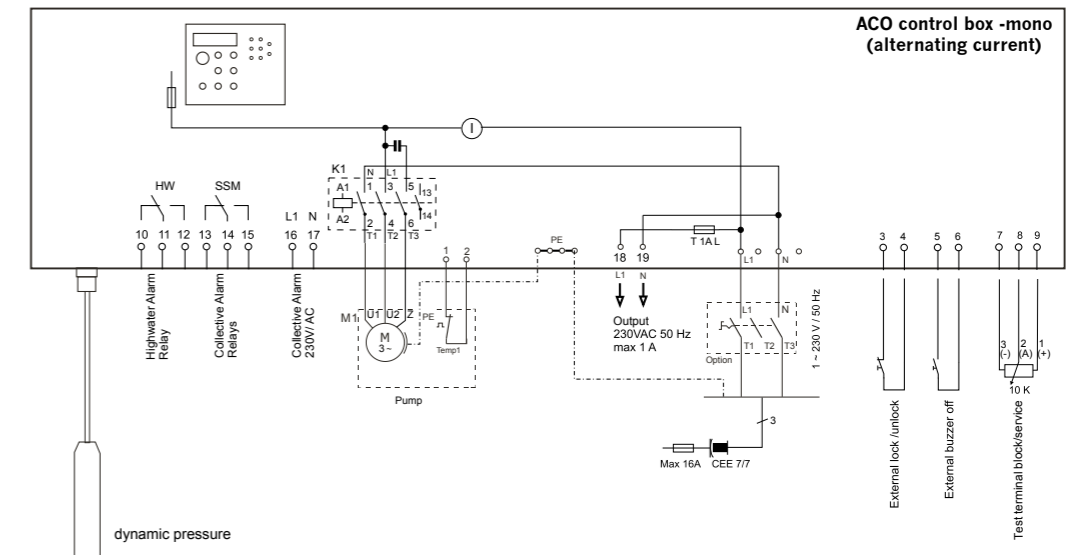 ACO control box -mono
(alternating current)
I
K1
N L1
A1 1 3 5 13
A2 2 4 6 14
T1 T2 T3
HW SSM
L1 N
10 11 12 13 14 15 16 17
1 2
PE
18 19
T 1A L
L1 N
L1 N
3 4 5 6 7 8 9
Highwater Alarm
Relay
Collective Alarm
Relays
Collective Alarm
230V/ AC
M1 U1 U2 Z PE
M
3~
Temp1
Pump
Output
230VAC 50 Hz
max 1 A
L1 N
T1 T2 T3
Option
1 ~ 230 V / 50 Hz
3
Max 16A CEE 7/7
External lock /unlock
External buzzer off
3 2 1
(-) (A) (+)
10 K
Test terminal block/service
dynamic pressure